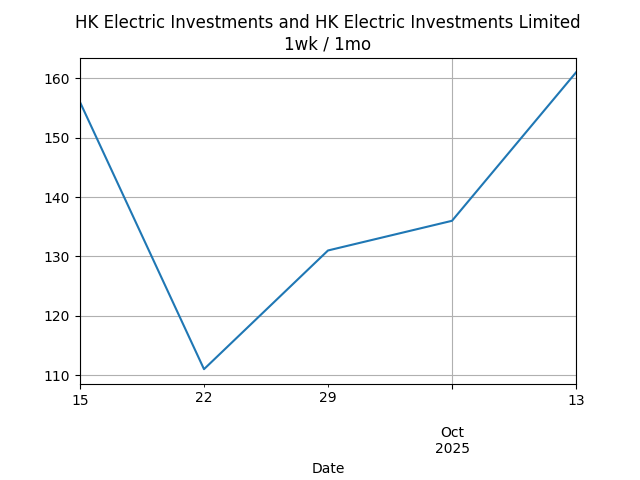 HK Electric Investments and HK Electric Investments Limited
1wk / 1mo
160
150
140
130
120
110
15
22
29
13
Oct
2025
Date